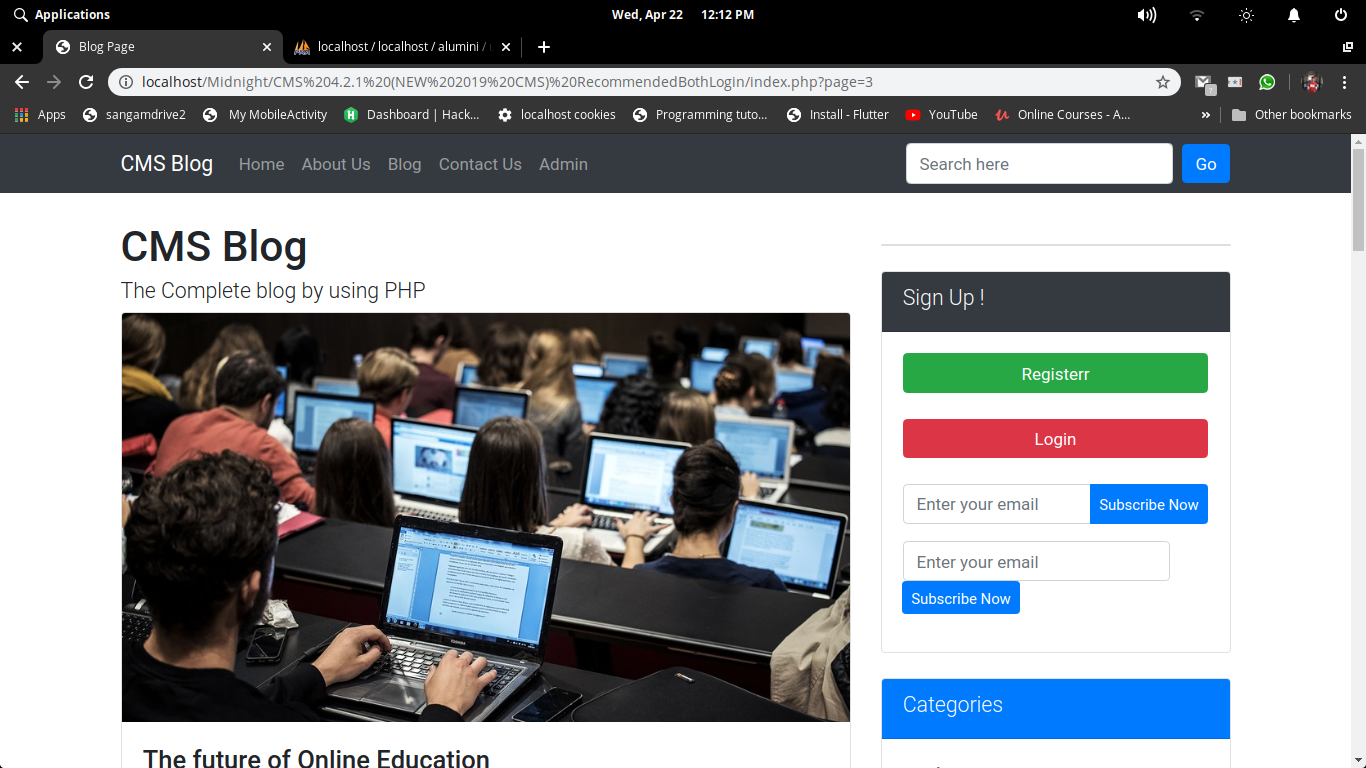 Applications
Wed, Apr 22 12:12 PM
Blog Page
localhost / localhost / alumini /
localhost/Midnight/CMS%204.2.1%20(NEW%202019%20CMS)%20RecommendedBothLogin/index.php?page=3
Apps sangamdrive2 My MobileActivity Dashboard | Hack... localhost cookies Programming tuto... Install - Flutter YouTube Online Courses - A... » Other bookmarks
CMS Blog Home About Us Blog Contact Us Admin Search here Go
CMS Blog
The Complete blog by using PHP
The future of Online Education
Sign Up !
Registerr
Login
Enter your email Subscribe Now
Enter your email
Subscribe Now
Categories